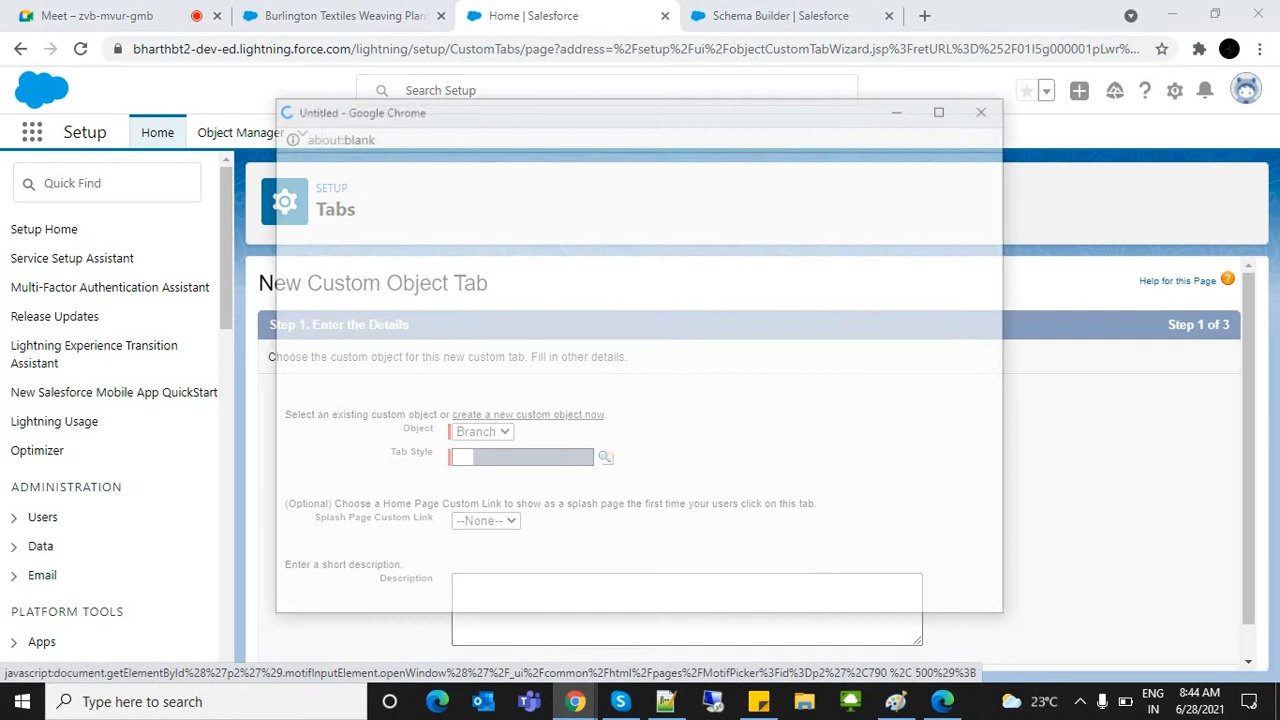 Meet – zvb-mvur-gmb
Burlington Textiles Weaving Plan
Home | Salesforce
Schema Builder | Salesforce
bharthbt2-dev-ed.lightning.force.com/lightning/setup/CustomTabs/page?address=%2Fsetup%2Fui%2FobjectCustomTabWizard.jsp%3FretURL%3D%252F01I5g000001pLwr%...
Search Setup
Untitled - Google Chrome
about:blank
Setup
Home
Object Manager
Quick Find
SETUP
Tabs
Setup Home
Service Setup Assistant
Multi-Factor Authentication Assistant
Release Updates
Lightning Experience Transition
Assistant
New Salesforce Mobile App QuickStart
Lightning Usage
Optimizer
ADMINISTRATION
Users
Data
Email
PLATFORM TOOLS
Apps
New Custom Object Tab
Help for this Page
Step 1. Enter the Details
Step 1 of 3
Choose the custom object for this new custom tab. Fill in other details.
Select an existing custom object or create a new custom object now.
Object
Branch
Tab Style
(Optional) Choose a Home Page Custom Link to show as a splash page the first time your users click on this tab.
Splash Page Custom Link
--None--
Enter a short description.
Description
javascript:document.getElementById%28%27p2%27%29.motifInputElement.openWindow%28%27%2F_ui%2Fcommon%2Fhtml%2Fpages%2FMotifPicker%3Fid%3Dp2%27%2C790 %2C 500%29%3B
Type here to search
23°C
ENG
IN
8:44 AM
6/28/2021